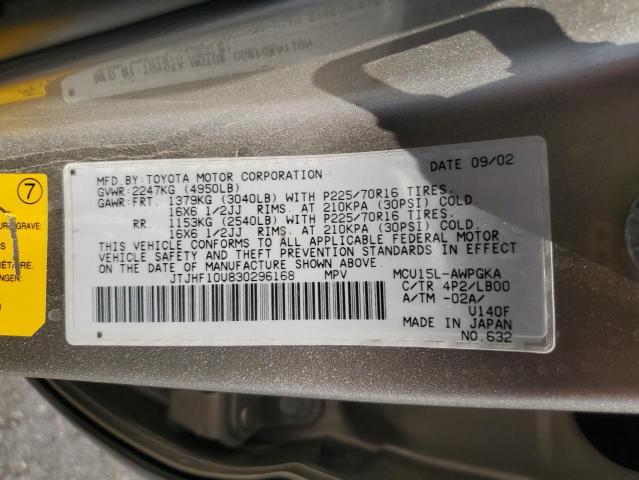 MFD.BY:TOYOTA MOTOR CORPORATION DATE 09/02
GVWR:2247KG (4950LB)
GAWR:FRT. 1379KG (3040LB) WITH P225/70R16 TIRES.
16X6 1/2JJ RIMS. AT 210KPA (30PSI) COLD.
RR. 1153KG (2540LB) WITH P225/70R16 TIRES.
16X6 1/2JJ RIMS. AT 210KPA (30PSI) COLD.
THIS VEHICLE CONFORMS TO ALL APPLICABLE FEDERAL MOTOR
VEHICLE SAFETY AND THEFT PREVENTION STANDARDS IN EFFECT
ON THE DATE OF MANUFACTURE SHOWN ABOVE.
JTJHF10U830296168 MPV MCU15L-AWPGKA
C/TR 4P2/LB00
A/TM -02A/
U140F
MADE IN JAPAN
NO.632
7